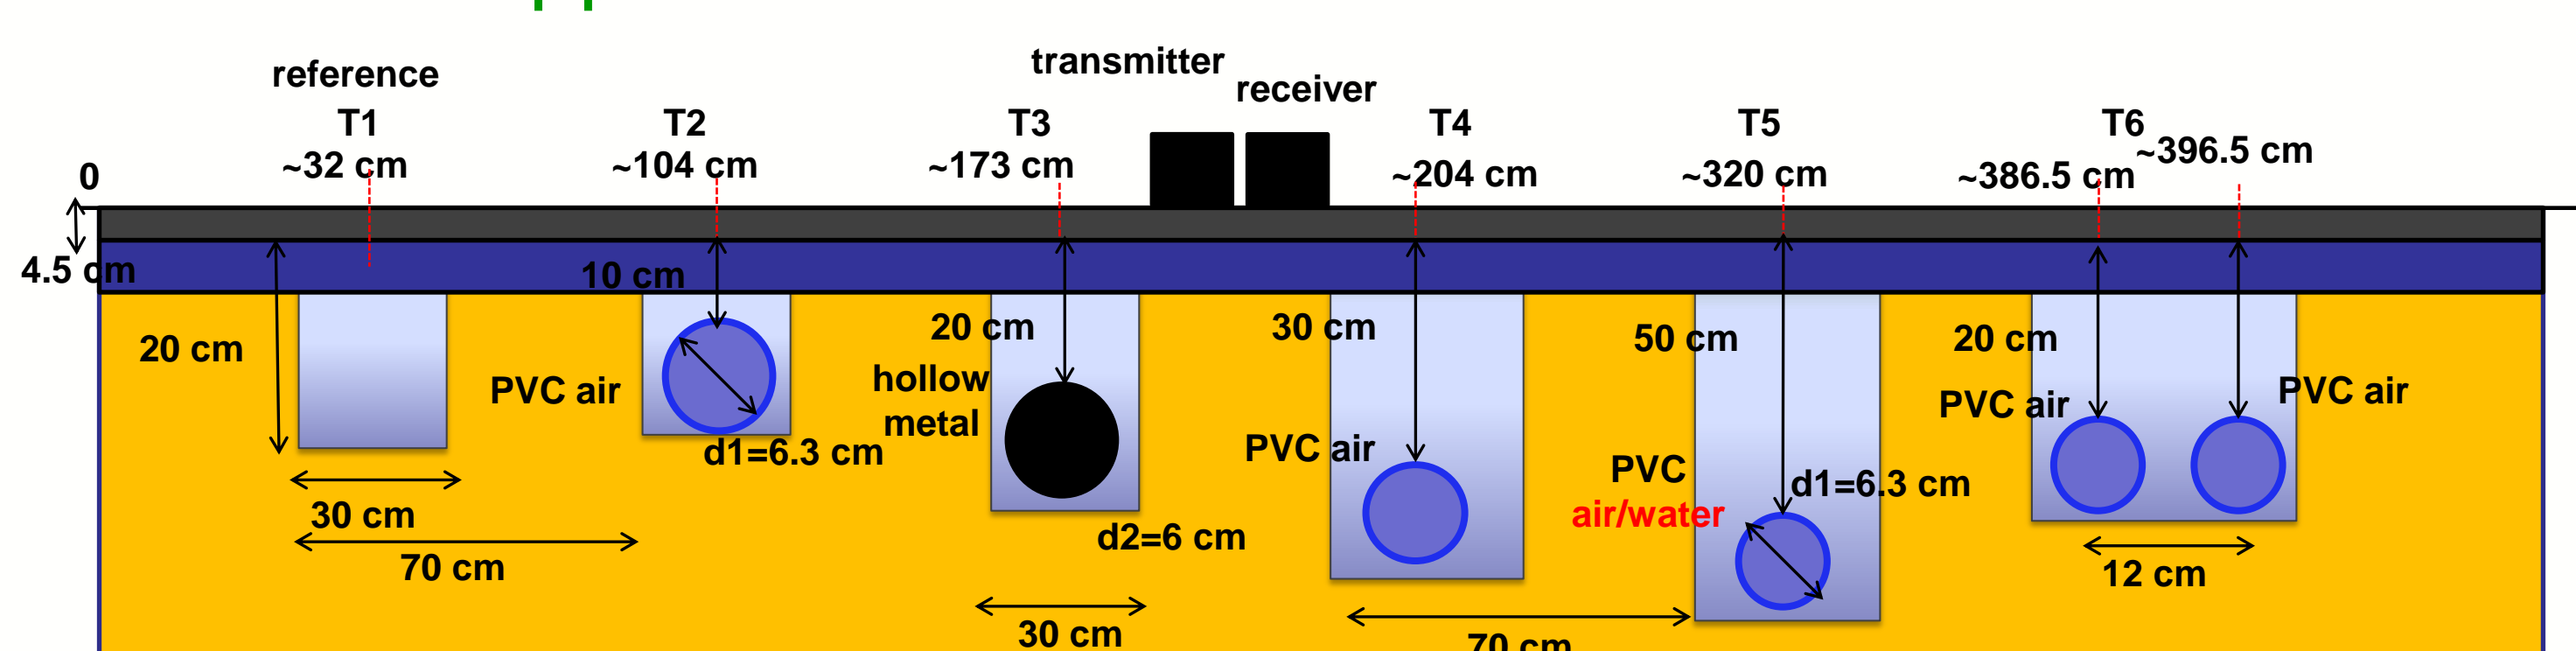 transmitter
reference
receiver
T1
T2
T3
T4
T5
T6
~32 cm
~104 cm
~173 cm
~204 cm
~320 cm
~386.5 cm
~396.5 cm
0
4.5 cm
10 cm
20 cm
20 cm
30 cm
50 cm
20 cm
hollow
metal
PVC air
PVC air
PVC
air/water
PVC air
PVC air
d1=6.3 cm
d1=6.3 cm
d2=6 cm
30 cm
70 cm
12 cm
30 cm
70 cm